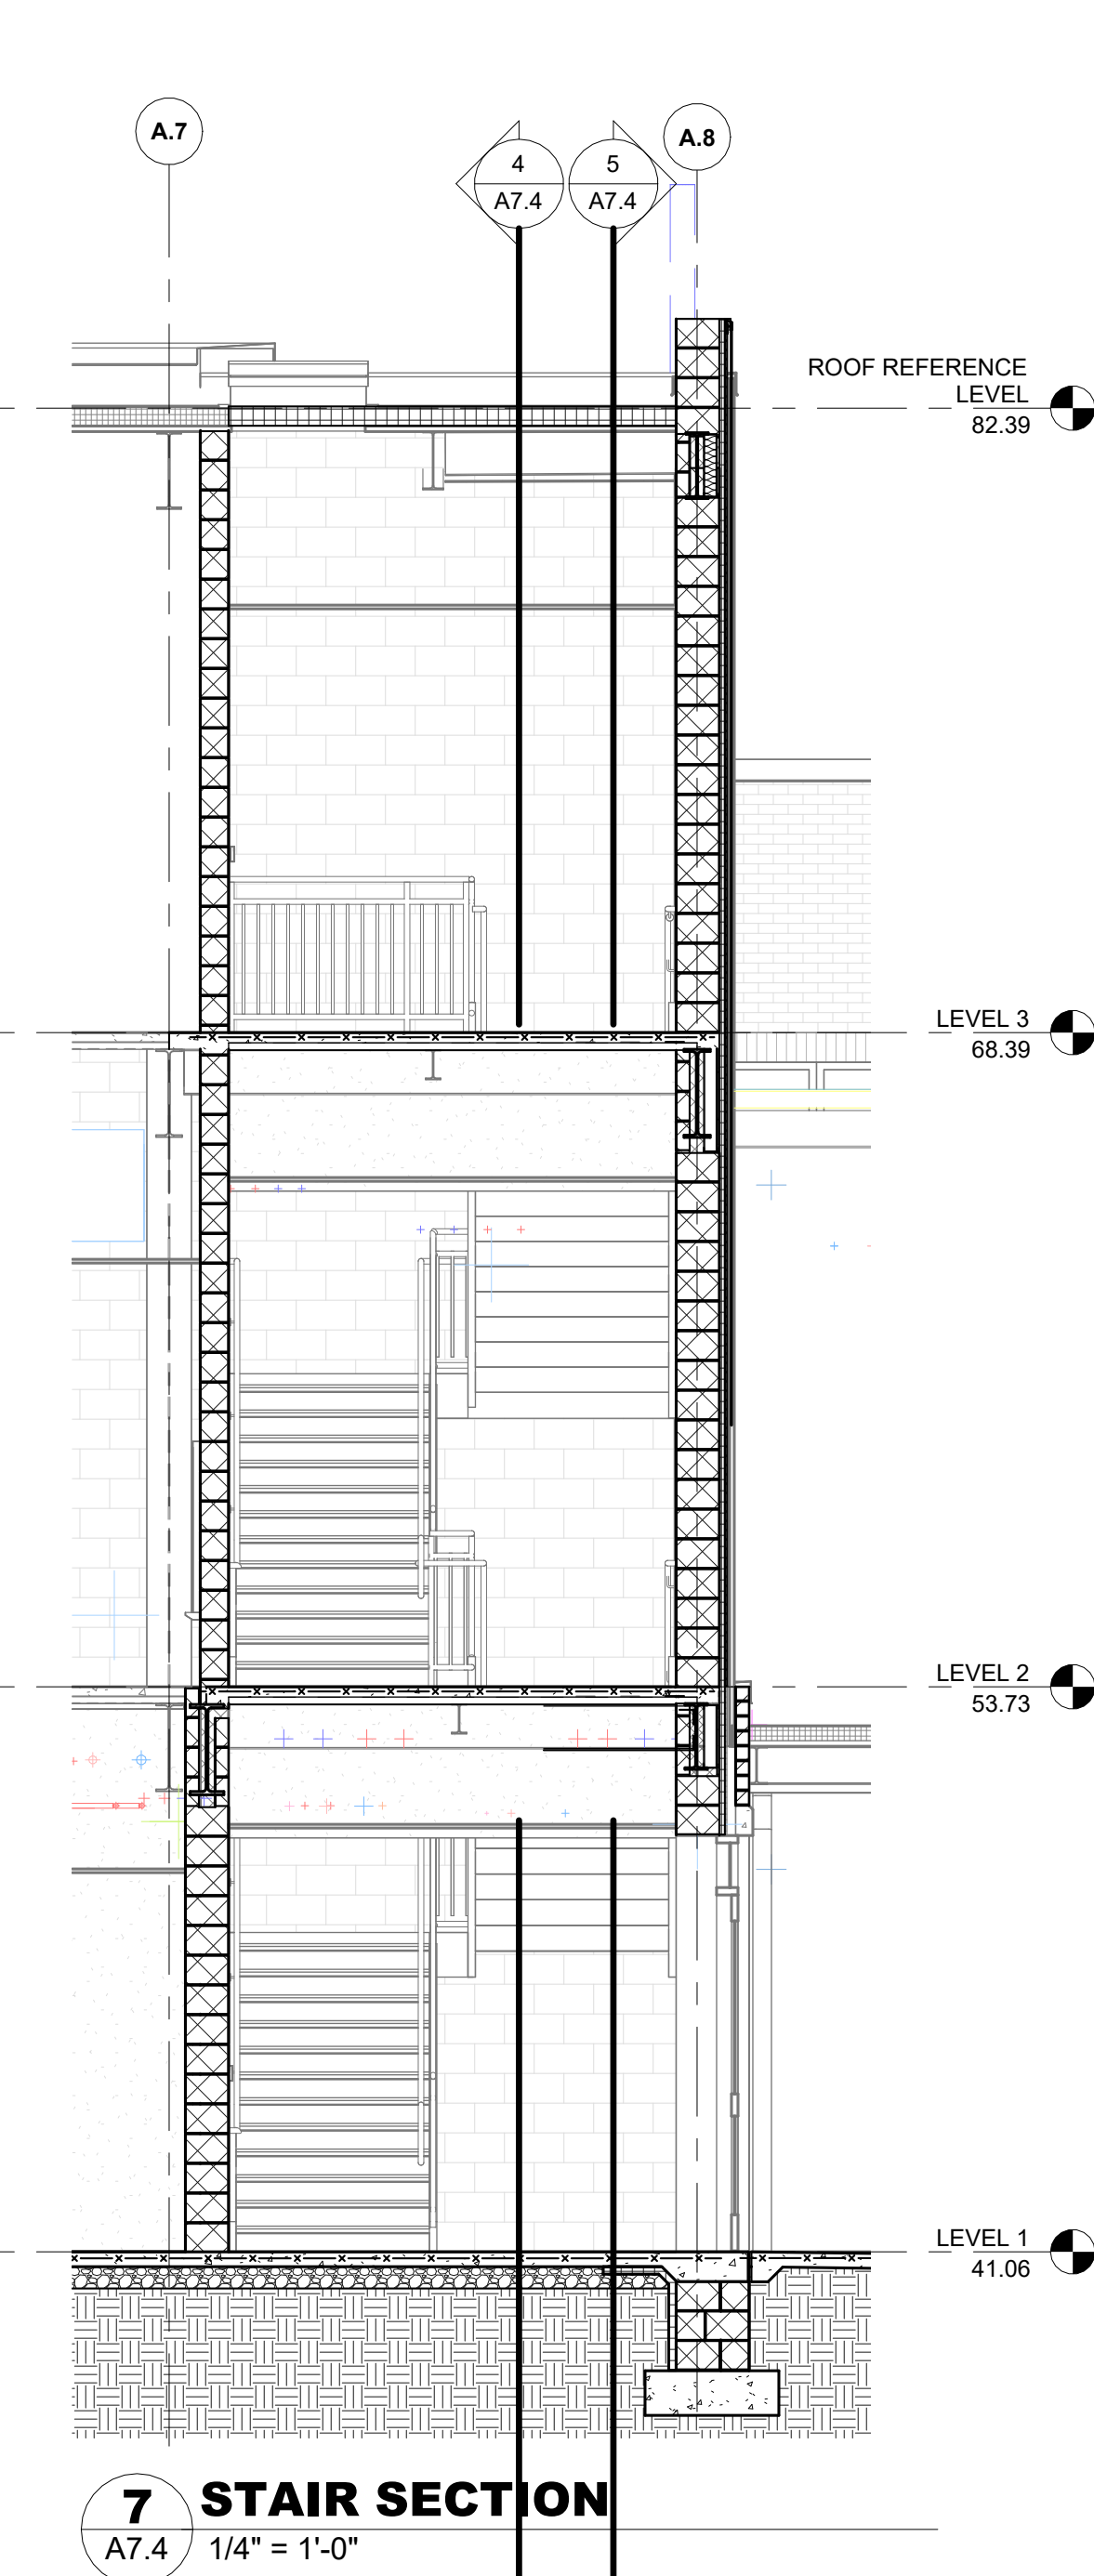 A.7
4
A7.4
5
A7.4
A.8
ROOF REFERENCE
LEVEL
82.39
LEVEL 3
68.39
LEVEL 2
53.73
LEVEL 1
41.06
7
A7.4
STAIR SECTION
1/4" = 1'-0"